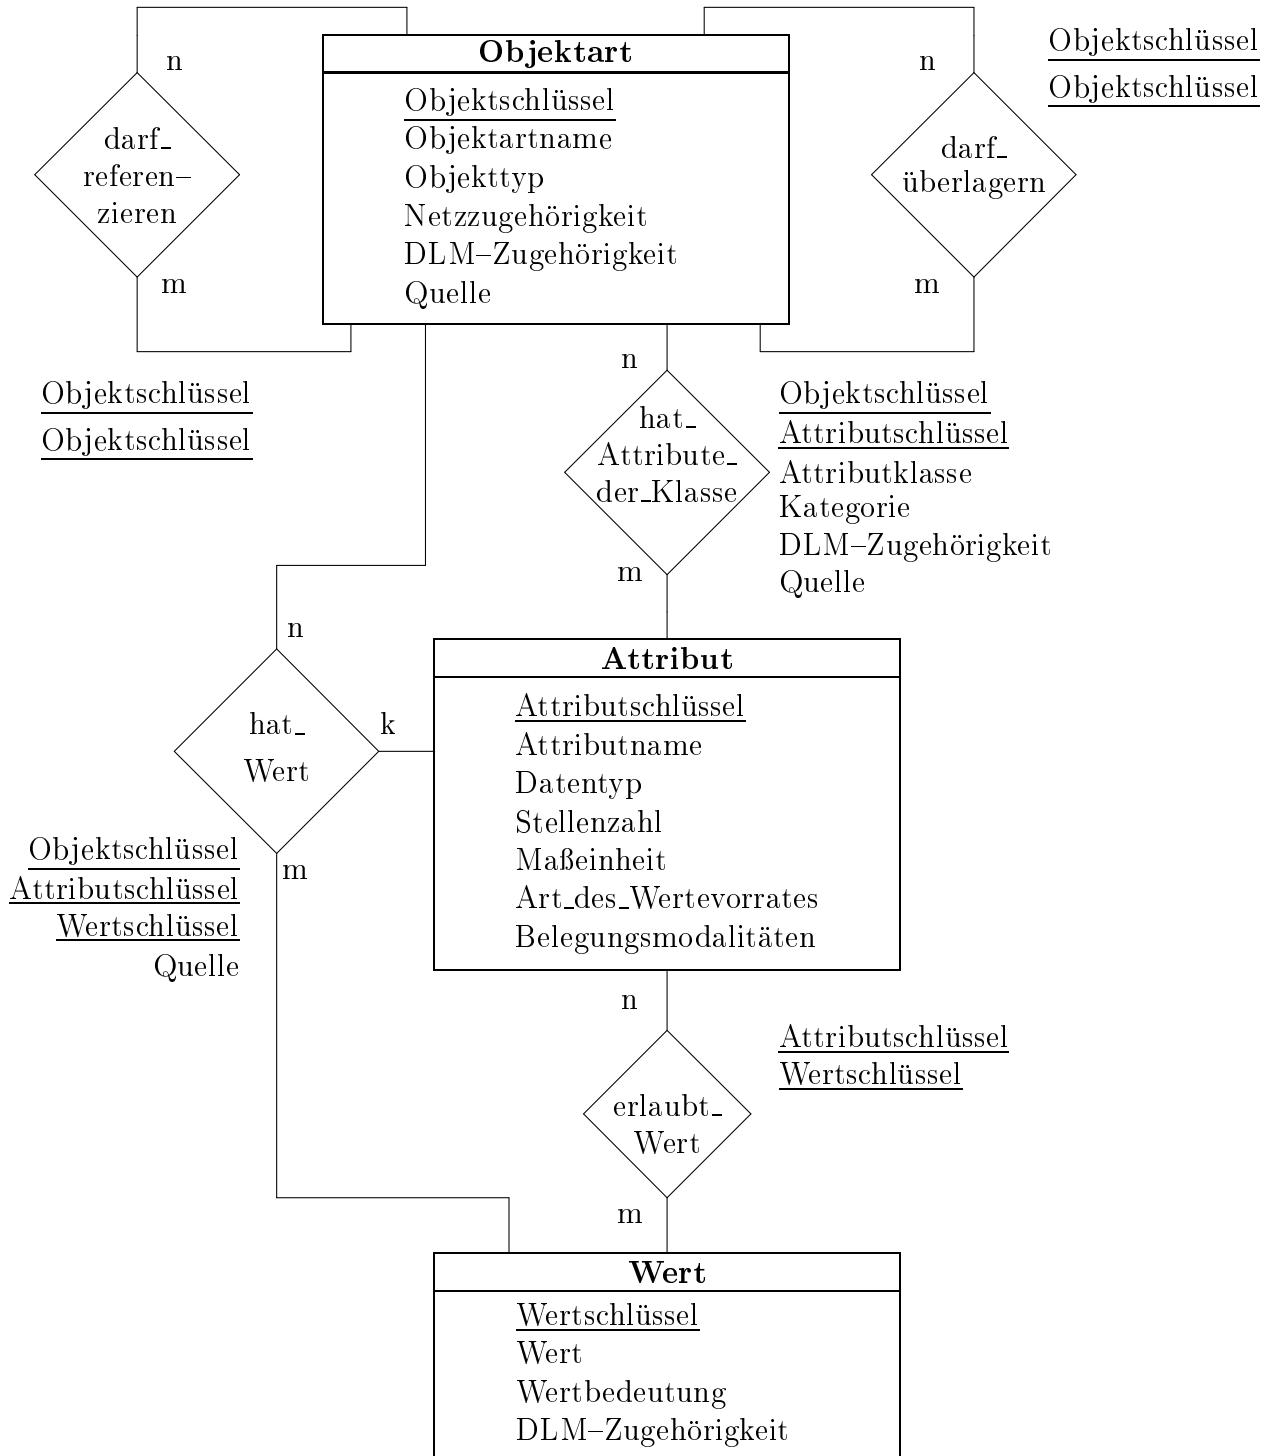 Objektart
Objektschlüssel
Objektartname
Objekttyp
Netzzugehörigkeit
DLM–Zugehörigkeit
Quelle
n
darf_
referen–
zieren
m
Objektschlüssel
Objektschlüssel
n
darf_
überlagern
m
Objektschlüssel
Objektschlüssel
n
hat_
Attribute_
der_Klasse
m
Objektschlüssel
Attributschlüssel
Attributklasse
Kategorie
DLM–Zugehörigkeit
Quelle
n
hat_
Wert
k
m
Objektschlüssel
Attributschlüssel
Wertschlüssel
Quelle
Attribut
Attributschlüssel
Attributname
Datentyp
Stellenzahl
Maßeinheit
Art_des_Wertevorrates
Belegungsmodalitäten
n
erlaubt_
Wert
m
Attributschlüssel
Wertschlüssel
Wert
Wertschlüssel
Wert
Wertbedeutung
DLM–Zugehörigkeit